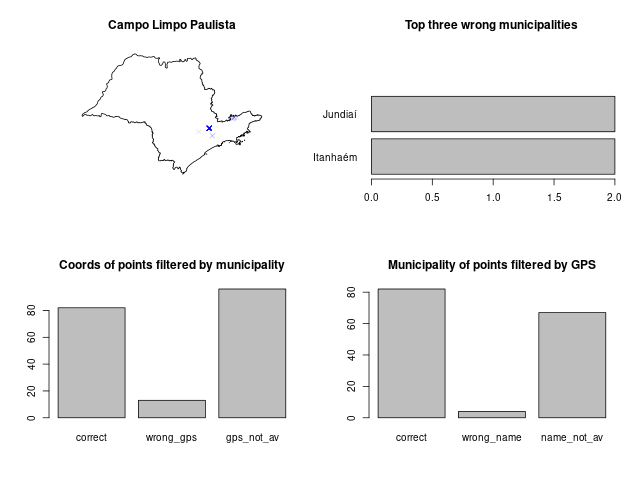 Campo Limpo Paulista
Top three wrong municipalities
Jundiaí
Itanhaém
0.0 0.5 1.0 1.5 2.0
Coords of points filtered by municipality
80
60
40
20
0
correct wrong_gps gps_not_av
Municipality of points filtered by GPS
80
60
40
20
0
correct wrong_name name_not_av